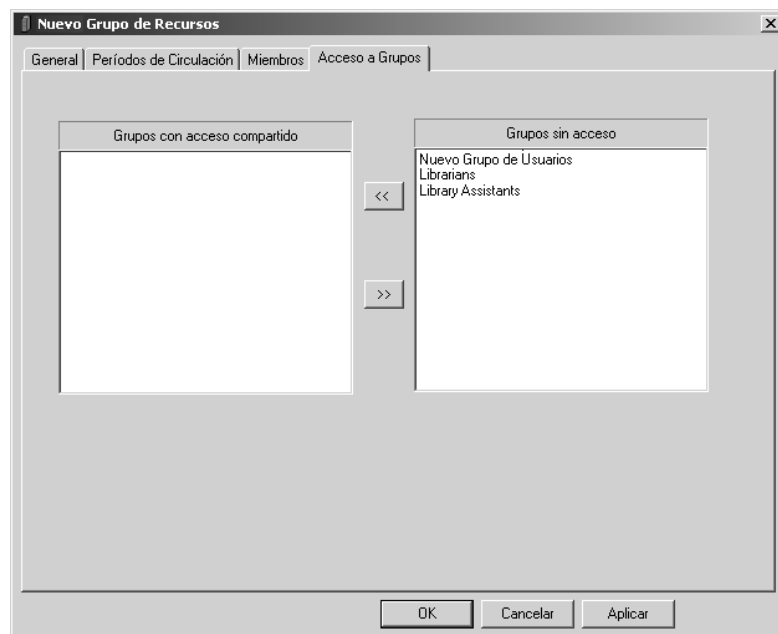 Nuevo Grupo de Recursos
General Períodos de Circulación Miembros Acceso a Grupos
Grupos con acceso compartido
Grupos sin acceso
Nuevo Grupo de Usuarios
Librarians
Library Assistants
<<
>>
OK Cancelar Aplicar